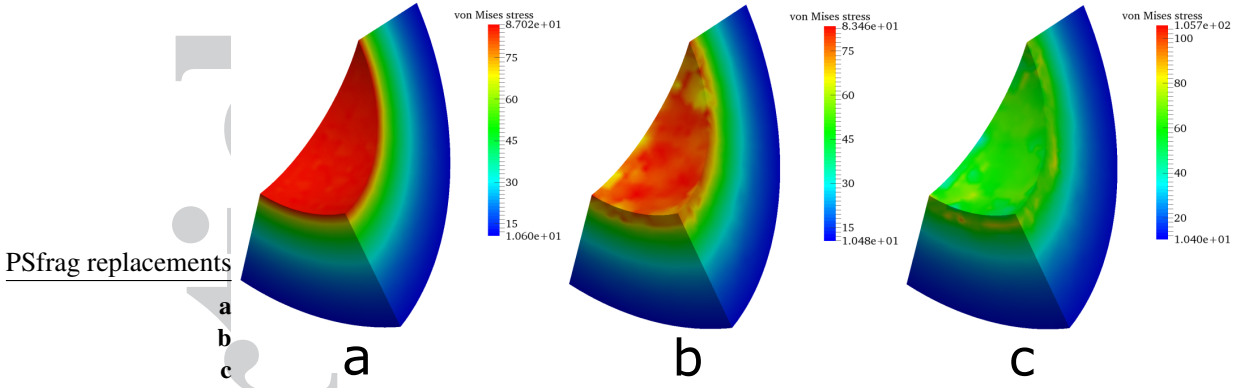 von Mises stress
8.702e+01
75
60
45
30
15
1.060e+01
von Mises stress
8.346e+01
75
60
45
30
15
1.048e+01
von Mises stress
1.057e+02
100
80
60
40
20
1.040e+01
PSfrag replacements
a
b
c
a
b
c